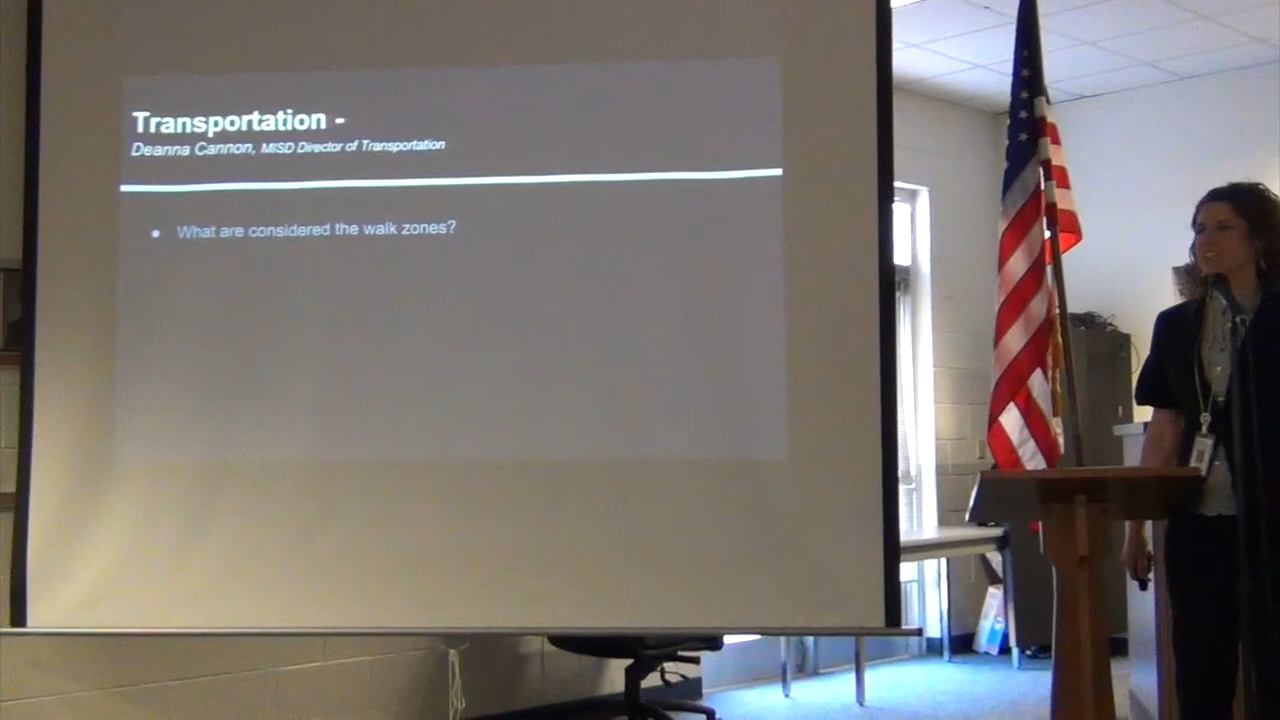 Transportation -
Deanna Cannon, MISD Director of Transportation
• What are considered the walk zones?